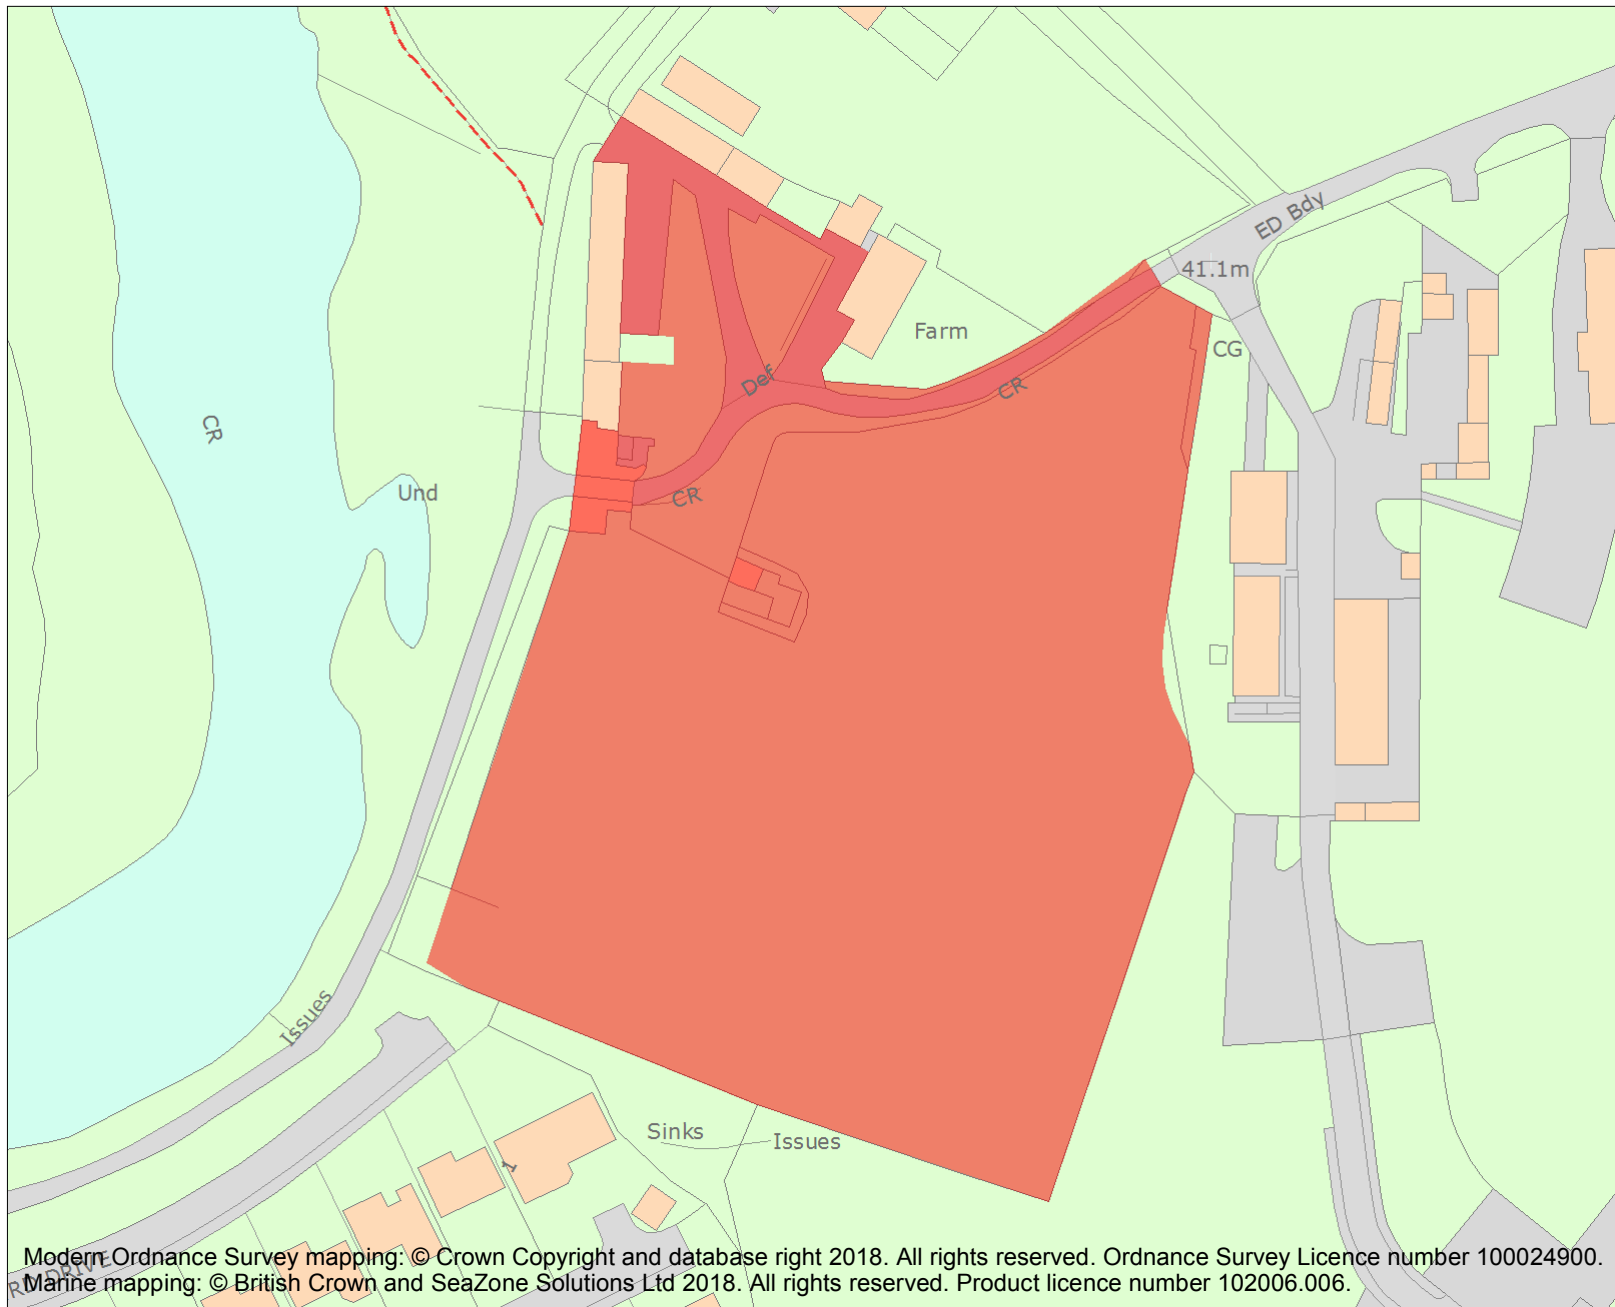 ED Bdy
41.1m
Farm
CG
Def
CR
CR
CR
Und
Issues
Sinks
Issues
1
DRIVE
Modern Ordnance Survey mapping: © Crown Copyright and database right 2018. All rights reserved. Ordnance Survey Licence number 100024900.
Marine mapping: © British Crown and SeaZone Solutions Ltd 2018. All rights reserved. Product licence number 102006.006.